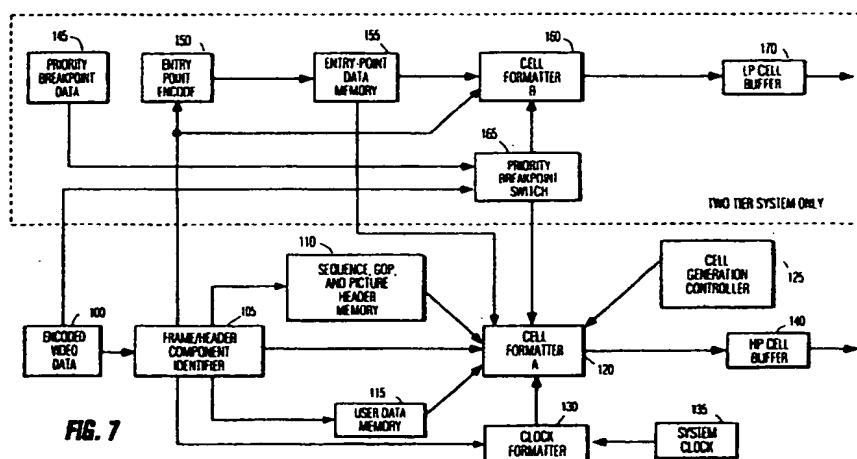 145
PRIORITY
BREAKPOINT
DATA
150
ENTRY
POINT
ENCODE
155
ENTRY-POINT
DATA
MEMORY
160
CELL
FORMATTER
B
170
LP CELL
BUFFER
165
PRIORITY
BREAKPOINT
SWITCH
TWO TIER SYSTEM ONLY
110
SEQUENCE, GOP,
AND PICTURE
HEADER
MEMORY
CELL
GENERATION
CONTROLLER
125
100
ENCODED
VIDEO
DATA
105
FRAME/HEADER
COMPONENT
IDENTIFIER
CELL
FORMATTER
A
120
140
HP CELL
BUFFER
115
USER DATA
MEMORY
130
CLOCK
FORMATTER
135
SYSTEM
CLOCK
FIG. 7